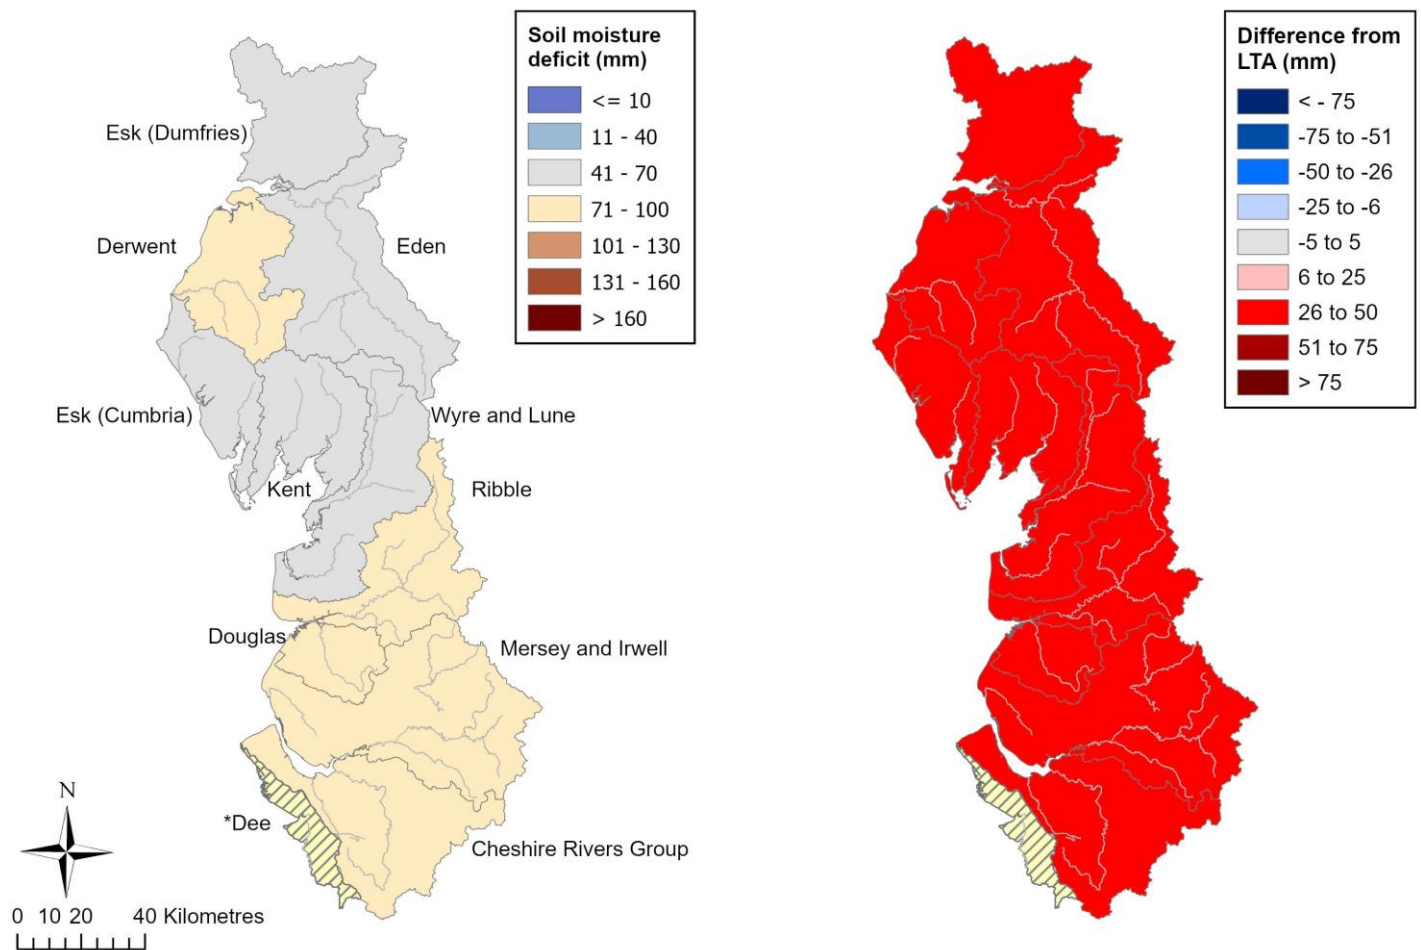 Soil moisture
deficit (mm)
<= 10
11 - 40
41 - 70
71 - 100
101 - 130
131 - 160
> 160
Esk (Dumfries)
Derwent
Eden
Esk (Cumbria)
Wyre and Lune
Kent
Ribble
Douglas
Mersey and Irwell
*Dee
Cheshire Rivers Group
N
0 10 20 40 Kilometres
Difference from
LTA (mm)
< - 75
-75 to -51
-50 to -26
-25 to -6
-5 to 5
6 to 25
26 to 50
51 to 75
> 75